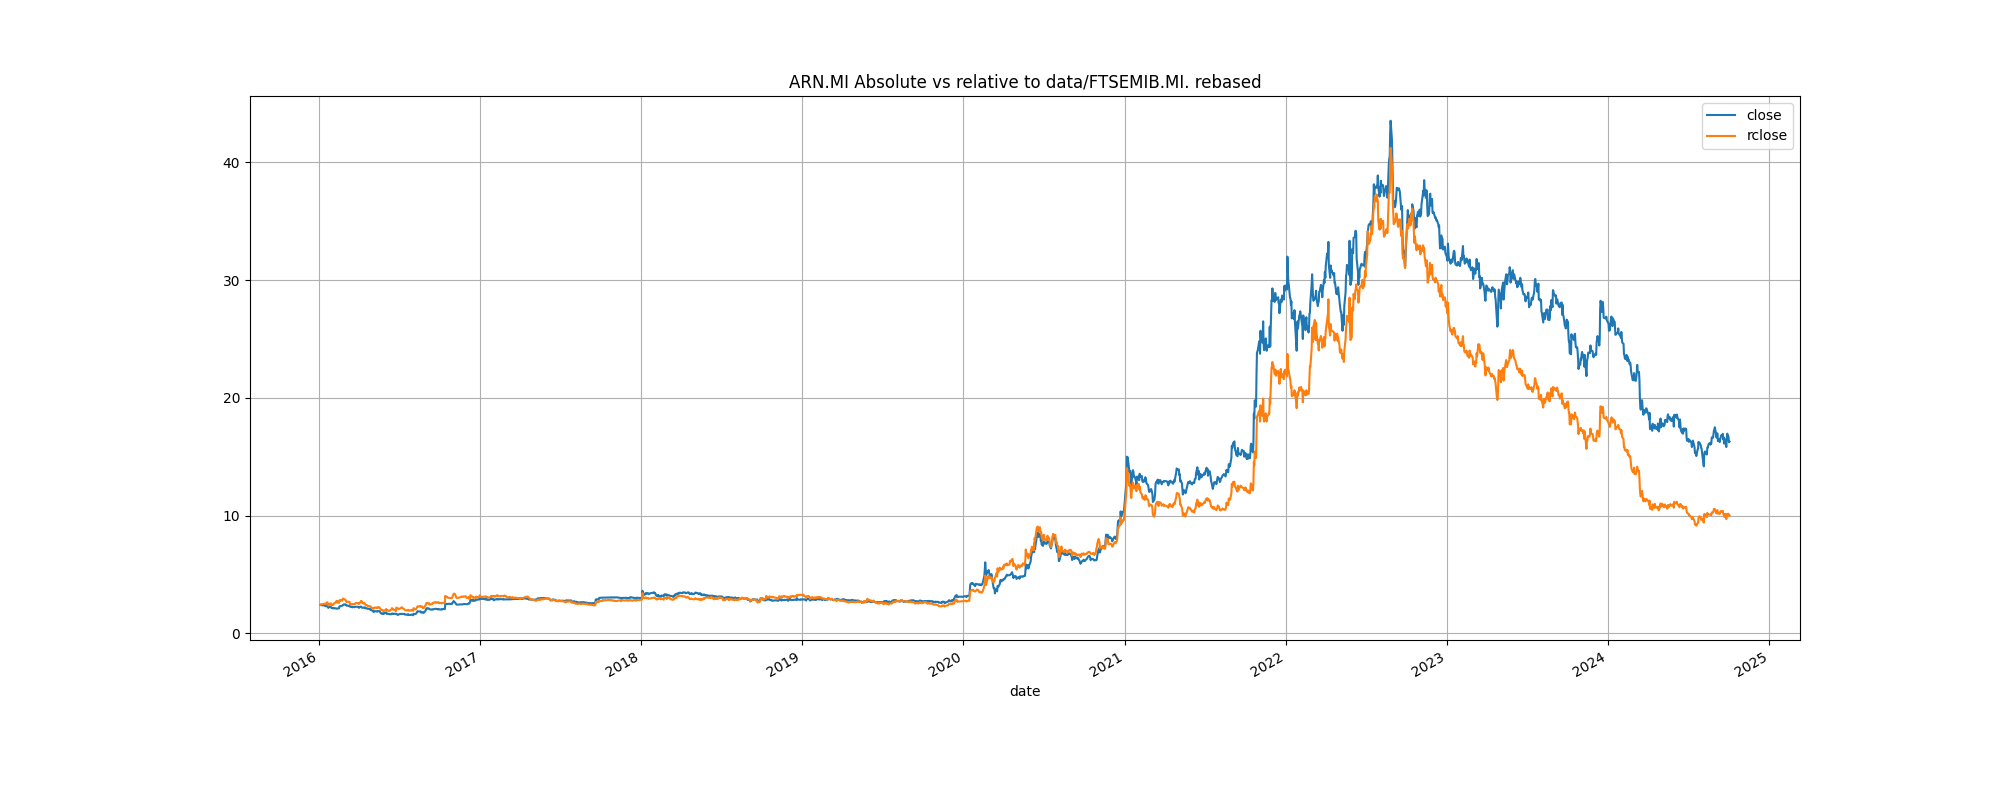 ARN.MI Absolute vs relative to data/FTSEMIB.MI. rebased
close
rclose
40
30
20
10
0
2016 2017 2018 2019 2020 2021 2022 2023 2024 2025
date